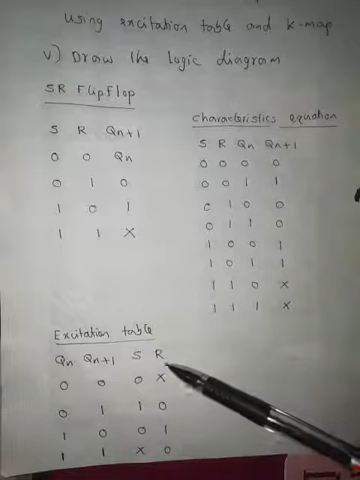 using excitation table and k-map
v) Draw the logic diagram
SR FlipFlop
S R Qn+1
0 0 Qn
0 1 0
1 0 1
1 1 X
Characteristics equation
S R Qn Qn+1
0 0 0 0
0 0 1 1
0 1 0 0
0 1 1 0
1 0 0 1
1 0 1 1
1 1 0 X
1 1 1 X
Excitation table
Qn Qn+1 S R
0 0 0 X
0 1 1 0
1 0 0 1
1 1 X 0